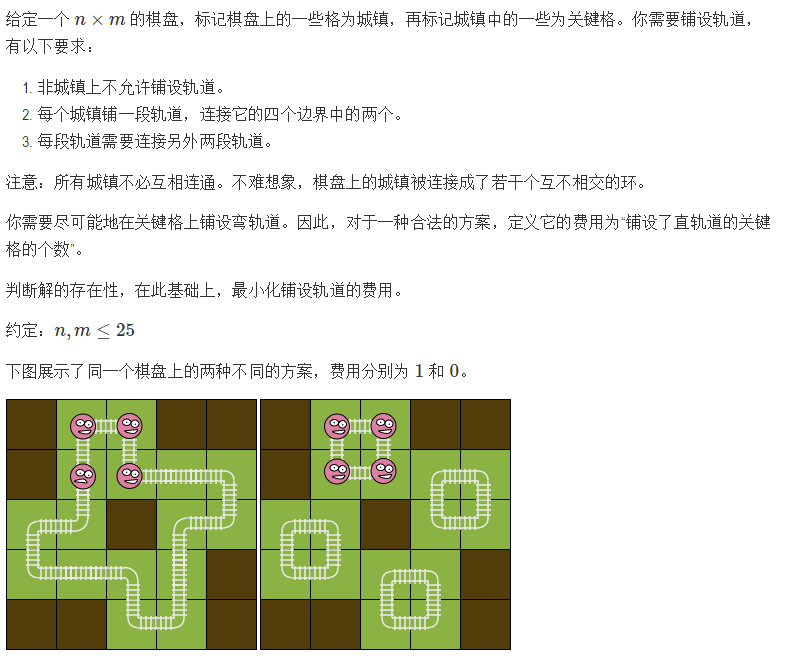 给定一个 n × m 的棋盘，标记棋盘上的一些格为城镇，再标记城镇中的一些为关键格。你需要铺设轨道，
有以下要求：
1. 非城镇上不允许铺设轨道。
2. 每个城镇铺一段轨道，连接它的四个边界中的两个。
3. 每段轨道需要连接另外两段轨道。
注意：所有城镇不必互相连通。不难想象，棋盘上的城镇被连接成了若干个互不相交的环。
你需要尽可能地在关键格上铺设弯轨道。因此，对于一种合法的方案，定义它的费用为“铺设了直轨道的关键
格的个数”。
判断解的存在性，在此基础上，最小化铺设轨道的费用。
约定：n, m ≤ 25
下图展示了同一个棋盘上的两种不同的方案，费用分别为 1 和 0。